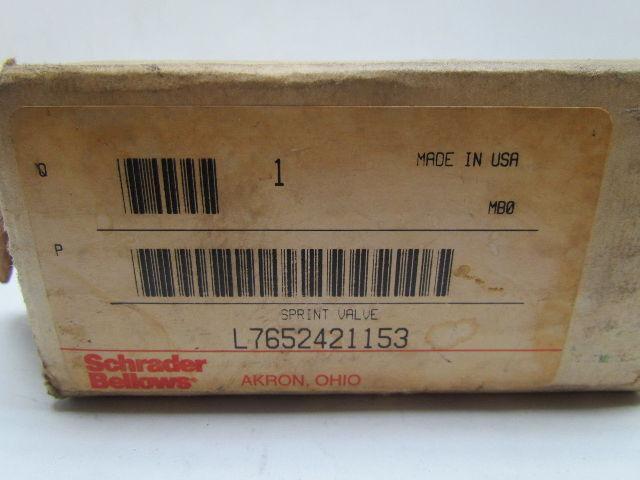 Q
1
MADE IN USA
MB0
P
SPRINT VALVE
L7652421153
Schrader
Bellows®
AKRON, OHIO